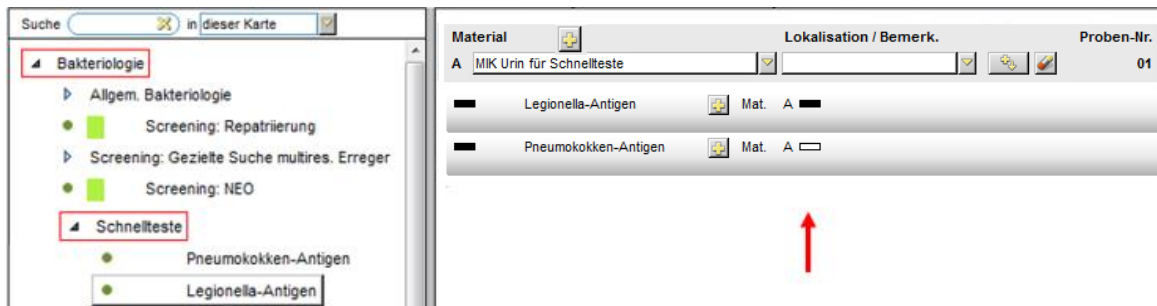 Suche in dieser Karte
Bakteriologie
Allgem. Bakteriologie
Screening: Repatriierung
Screening: Gezielte Suche multires. Erreger
Screening: NEO
Schnellteste
Pneumokokken-Antigen
Legionella-Antigen
Material Lokalisation / Bemerk. Proben-Nr.
A MIK Urin für Schnellteste 01
Legionella-Antigen Mat. A
Pneumokokken-Antigen Mat. A